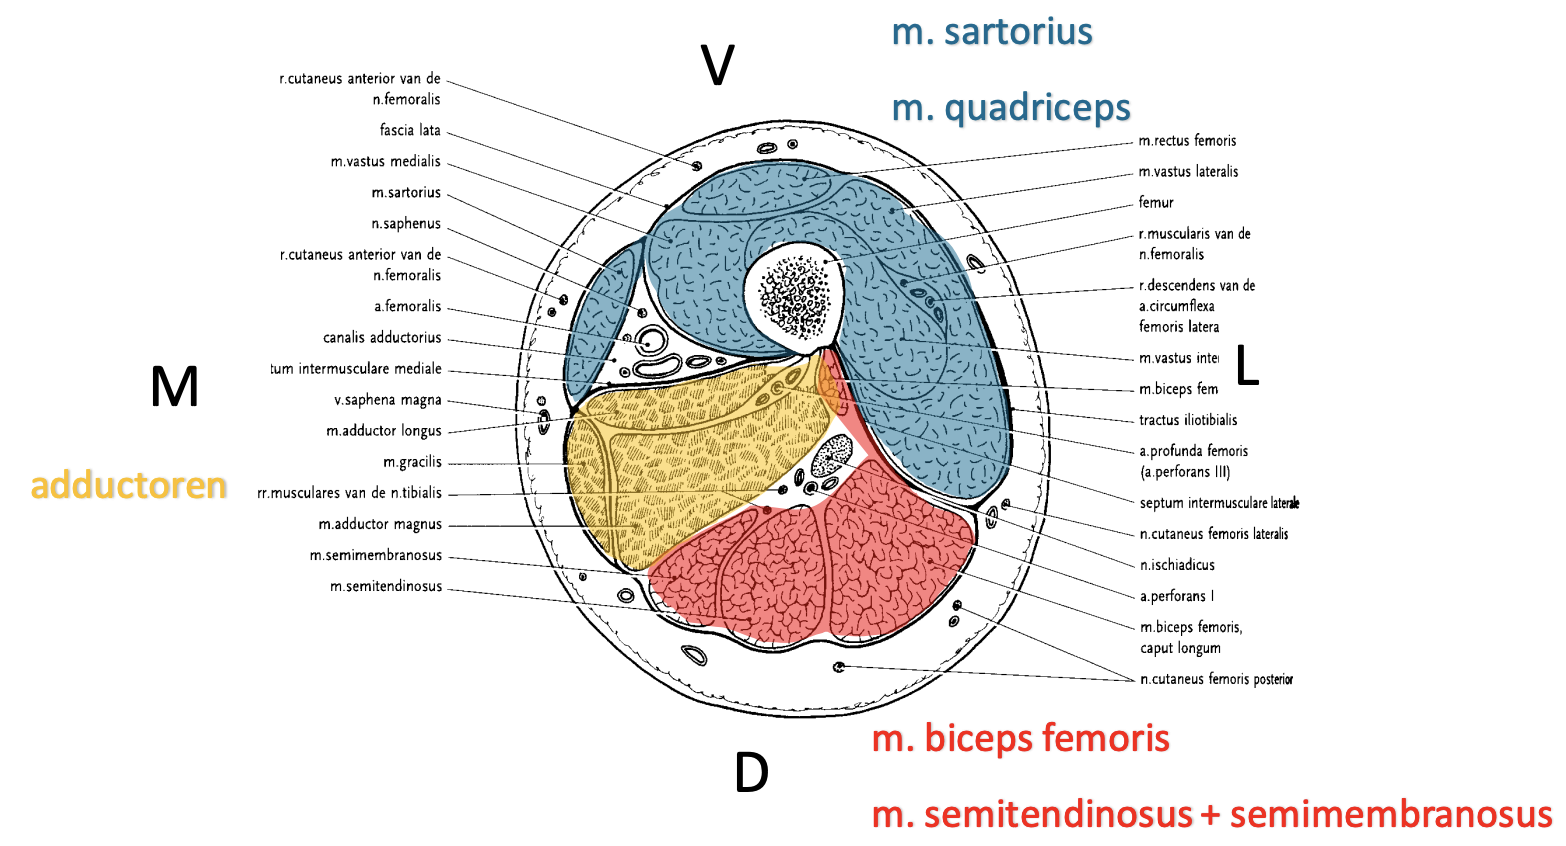 m. sartorius
V
m. quadriceps
r.cutaneus anterior van de
n.femoralis
fascia lata
m.vastus medialis
m.sartorius
n.saphenus
r.cutaneus anterior van de
n.femoralis
a.femoralis
canalis adductorius
tum intermusculare mediale
v.saphena magna
m.adductor longus
m.gracilis
rr.musculares van de n.tibialis
m.adductor magnus
m.semimembranosus
m.semitendinosus
M
adductoren
m.rectus femoris
m.vastus lateralis
femur
r.muscularis van de
n.femoralis
r.descendens van de
a.circumflexa
femoris latera
m.vastus inte
m.biceps fem
L
tractus iliotibialis
a.profunda femoris
(a.perforans III)
septum intermusculare laterale
n.cutaneus femoris lateralis
n.ischiadicus
a.perforans I
m.biceps femoris,
caput longum
n.cutaneus femoris posterior
D
m. biceps femoris
m. semitendinosus + semimembranosus